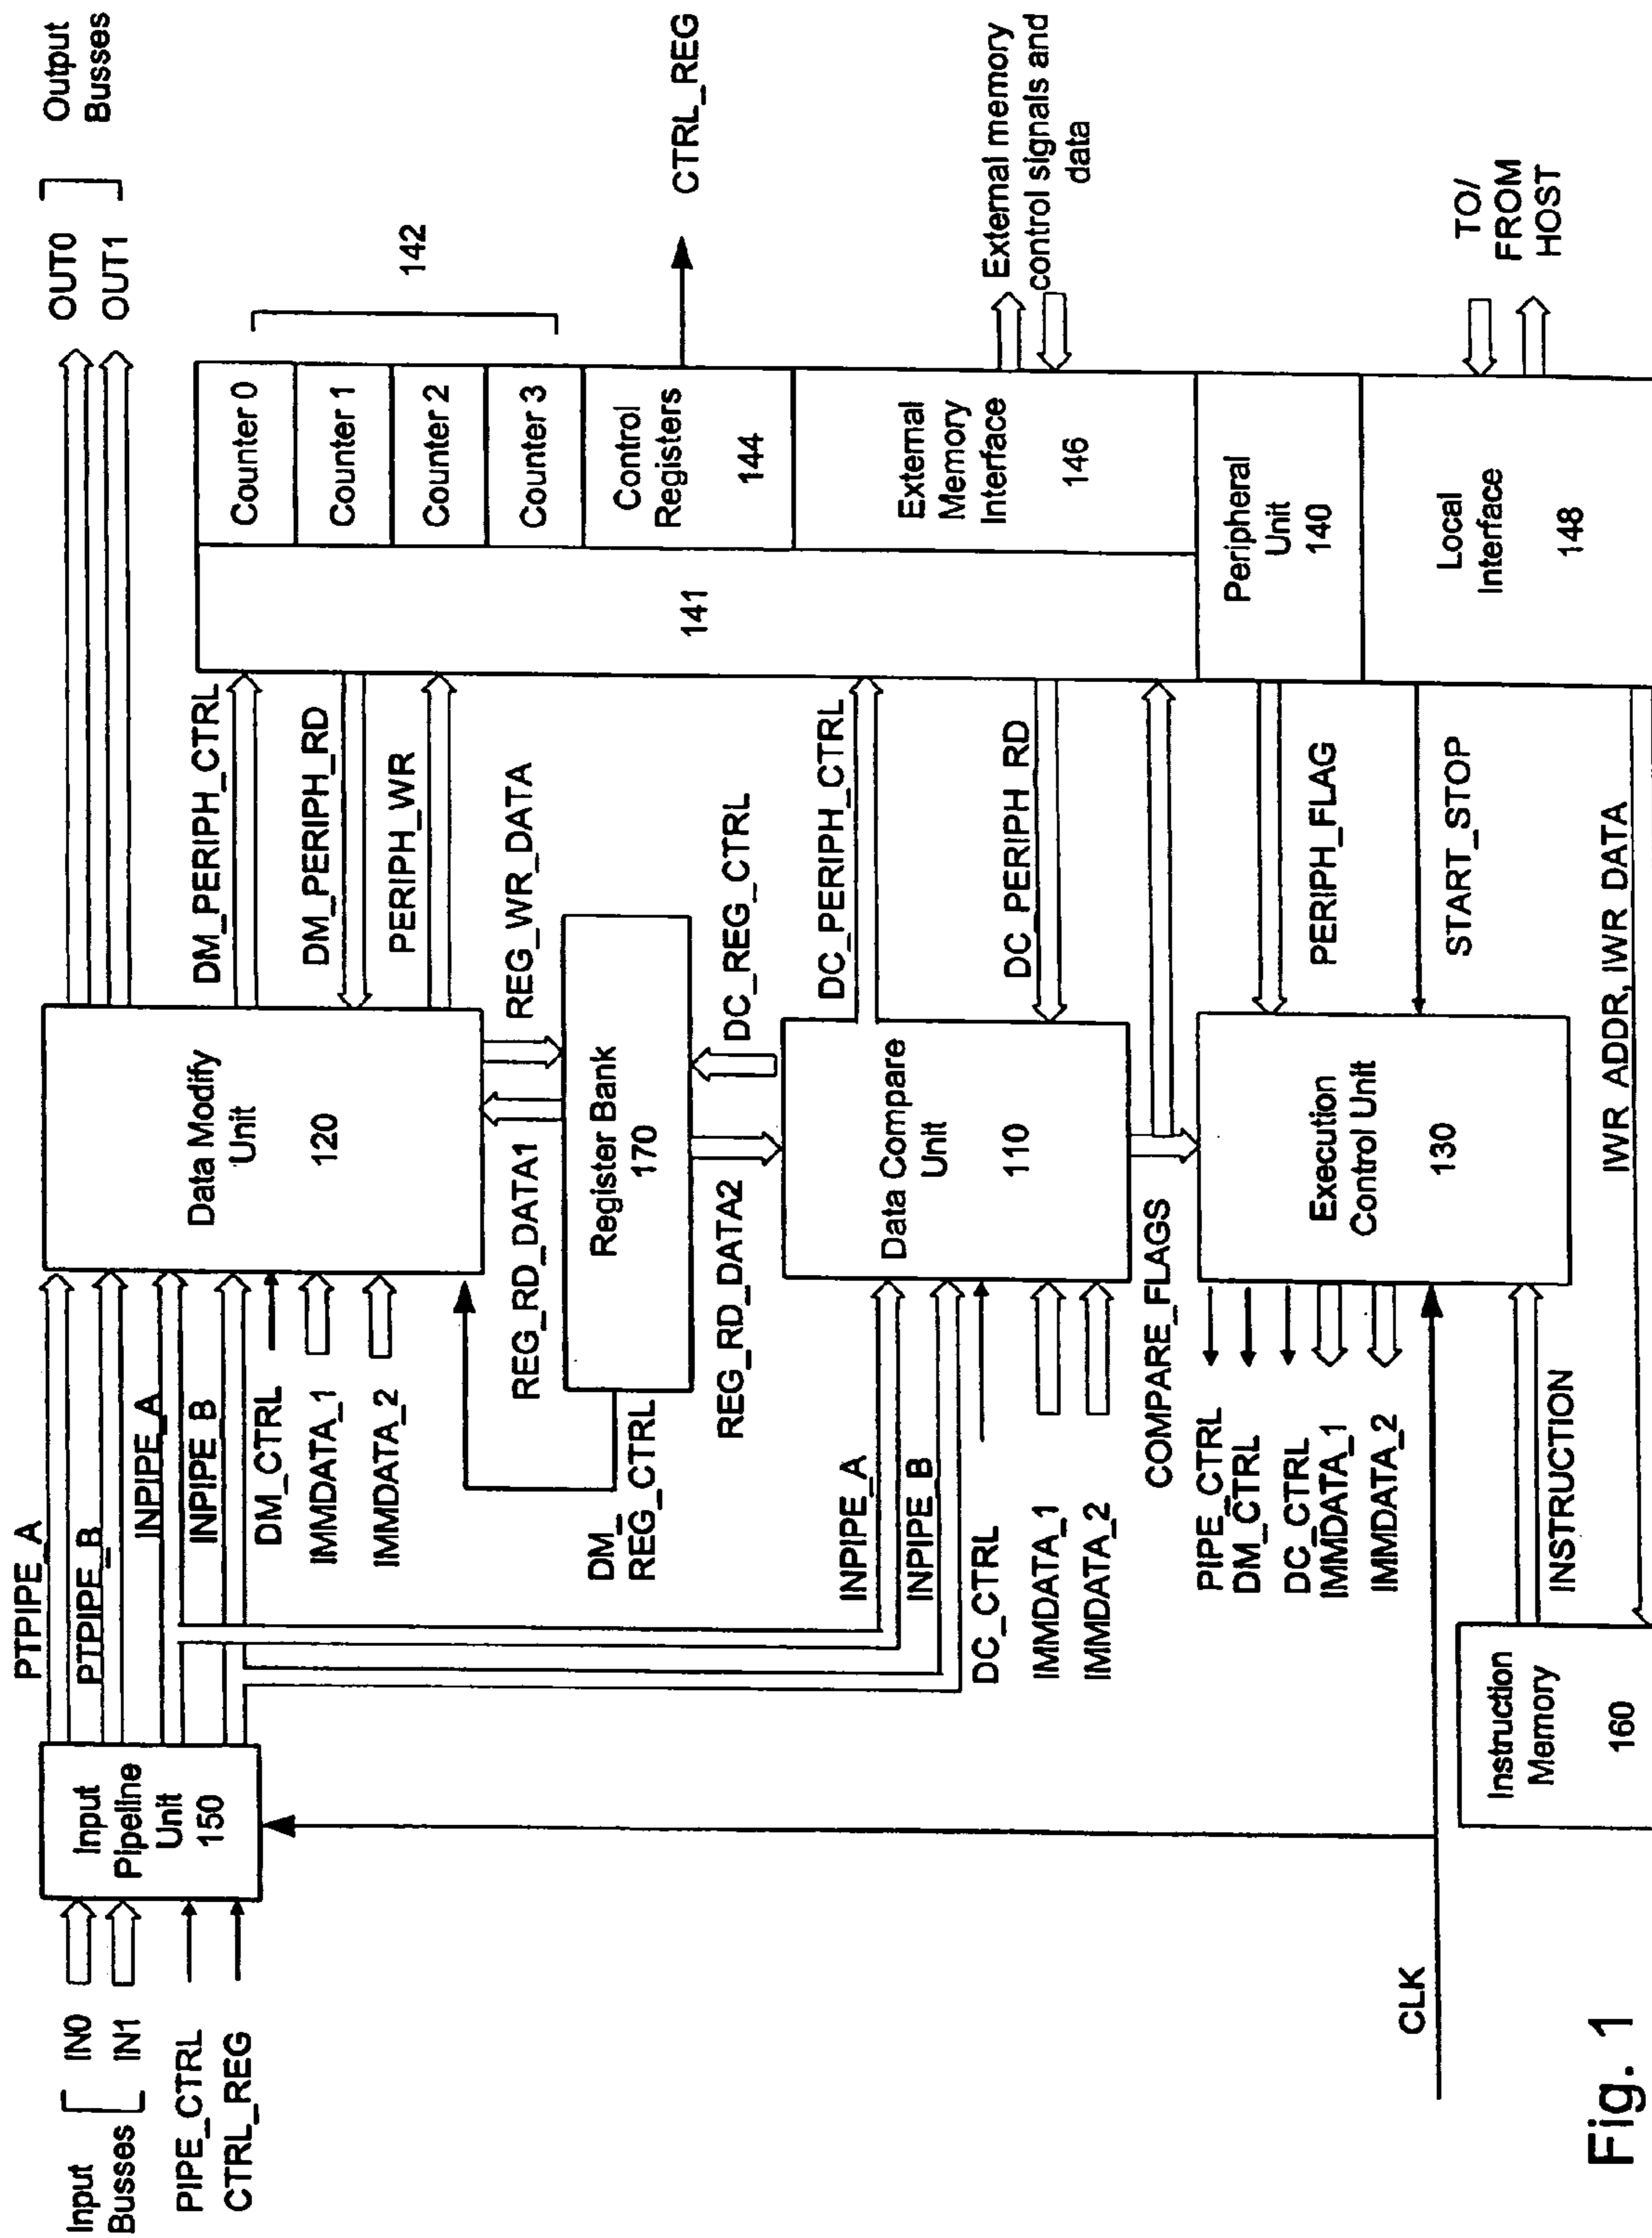 Input
Busses
IN0
IN1
PIPE_CTRL
CTRL_REG
Input
Pipeline
Unit
150
PTPIPE_A
PTPIPE_B
INPIPE_A
INPIPE_B
DM_CTRL
IMMDATA_1
IMMDATA_2
Data Modify
Unit
120
OUT0
OUT1
Output
Busses
DM_PERIPH_CTRL
DM_PERIPH_RD
PERIPH_WR
REG_RD_DATA1
REG_WR_DATA
Register Bank
170
DM_
REG_CTRL
REG_RD_DATA2
DC_REG_CTRL
INPIPE_A
INPIPE_B
DC_CTRL
IMMDATA_1
IMMDATA_2
Data Compare
Unit
110
DC_PERIPH_CTRL
DC_PERIPH_RD
COMPARE_FLAGS
PIPE_CTRL
DM_CTRL
DC_CTRL
IMMDATA_1
IMMDATA_2
Execution
Control Unit
130
PERIPH_FLAG
START_STOP
INSTRUCTION
IWR ADDR, IWR DATA
Instruction
Memory
160
CLK
141
Counter 0
Counter 1
Counter 2
Counter 3
142
Control
Registers
144
CTRL_REG
External
Memory
Interface
146
External memory
control signals and
data
Peripheral
Unit
140
Local
Interface
148
TO/
FROM
HOST
Fig. 1